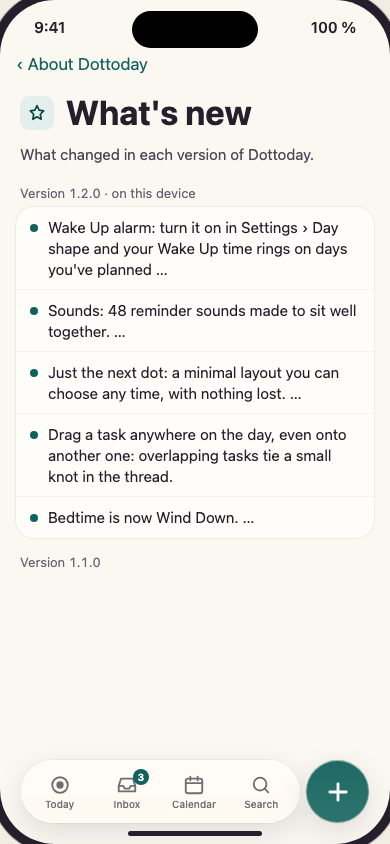 9:41
100 %
‹ About Dottoday
What's new
What changed in each version of Dottoday.
Version 1.2.0 · on this device
Wake Up alarm: turn it on in Settings › Day
shape and your Wake Up time rings on days
you've planned ...
Sounds: 48 reminder sounds made to sit well
together. ...
Just the next dot: a minimal layout you can
choose any time, with nothing lost. ...
Drag a task anywhere on the day, even onto
another one: overlapping tasks tie a small
knot in the thread.
Bedtime is now Wind Down. ...
Version 1.1.0
3
Today
Inbox
Calendar
Search